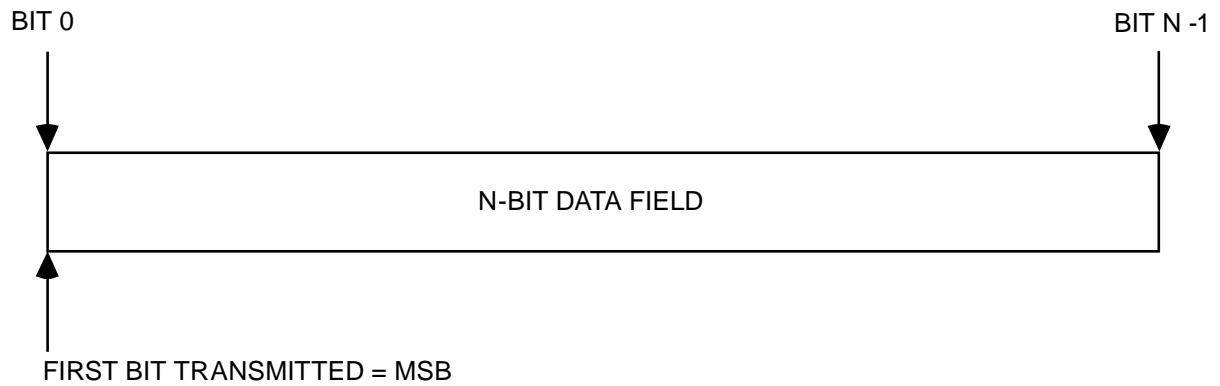 BIT 0
BIT N -1
N-BIT DATA FIELD
FIRST BIT TRANSMITTED = MSB